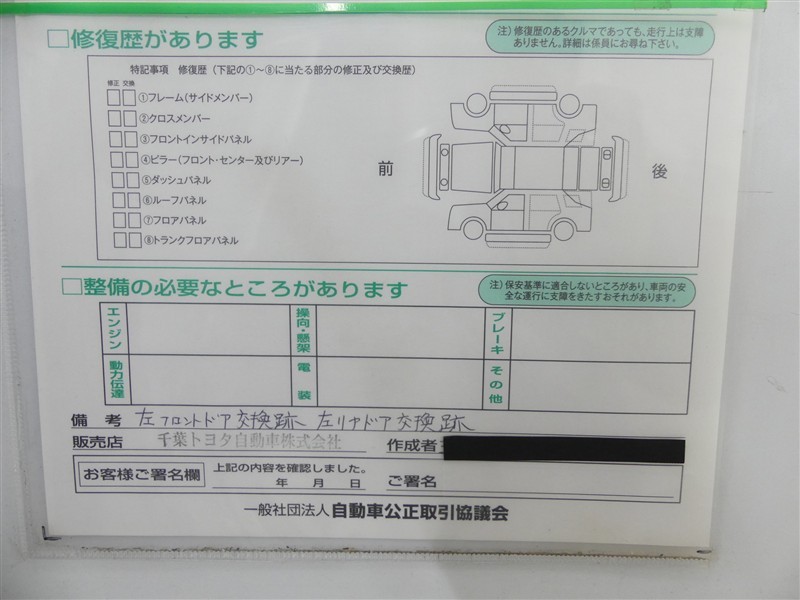 □修復歴があります
注）修復歴のあるクルマであっても、走行上は支障
ありません。詳細は係員にお尋ね下さい。
特記事項 修復歴（下記の①〜⑧に当たる部分の修正及び交換歴）
修正 交換
①フレーム（サイドメンバー）
②クロスメンバー
③フロントインサイドパネル
④ピラー（フロント・センター及びリアー）
⑤ダッシュパネル
⑥ルーフパネル
⑦フロアパネル
⑧トランクフロアパネル
前
後
□整備の必要なところがあります
注）保安基準に適合しないところがあり、車両の安
全な運行に支障をきたすおそれがあります。
エンジン
操向・懸架
ブレーキ
動力伝達
電装
その他
備考 左フロントドア交換跡 左リヤドア交換跡
販売店 千葉トヨタ自動車株式会社 作成者
お客様ご署名欄
上記の内容を確認しました。
年 月 日 ご署名
一般社団法人 自動車公正取引協議会